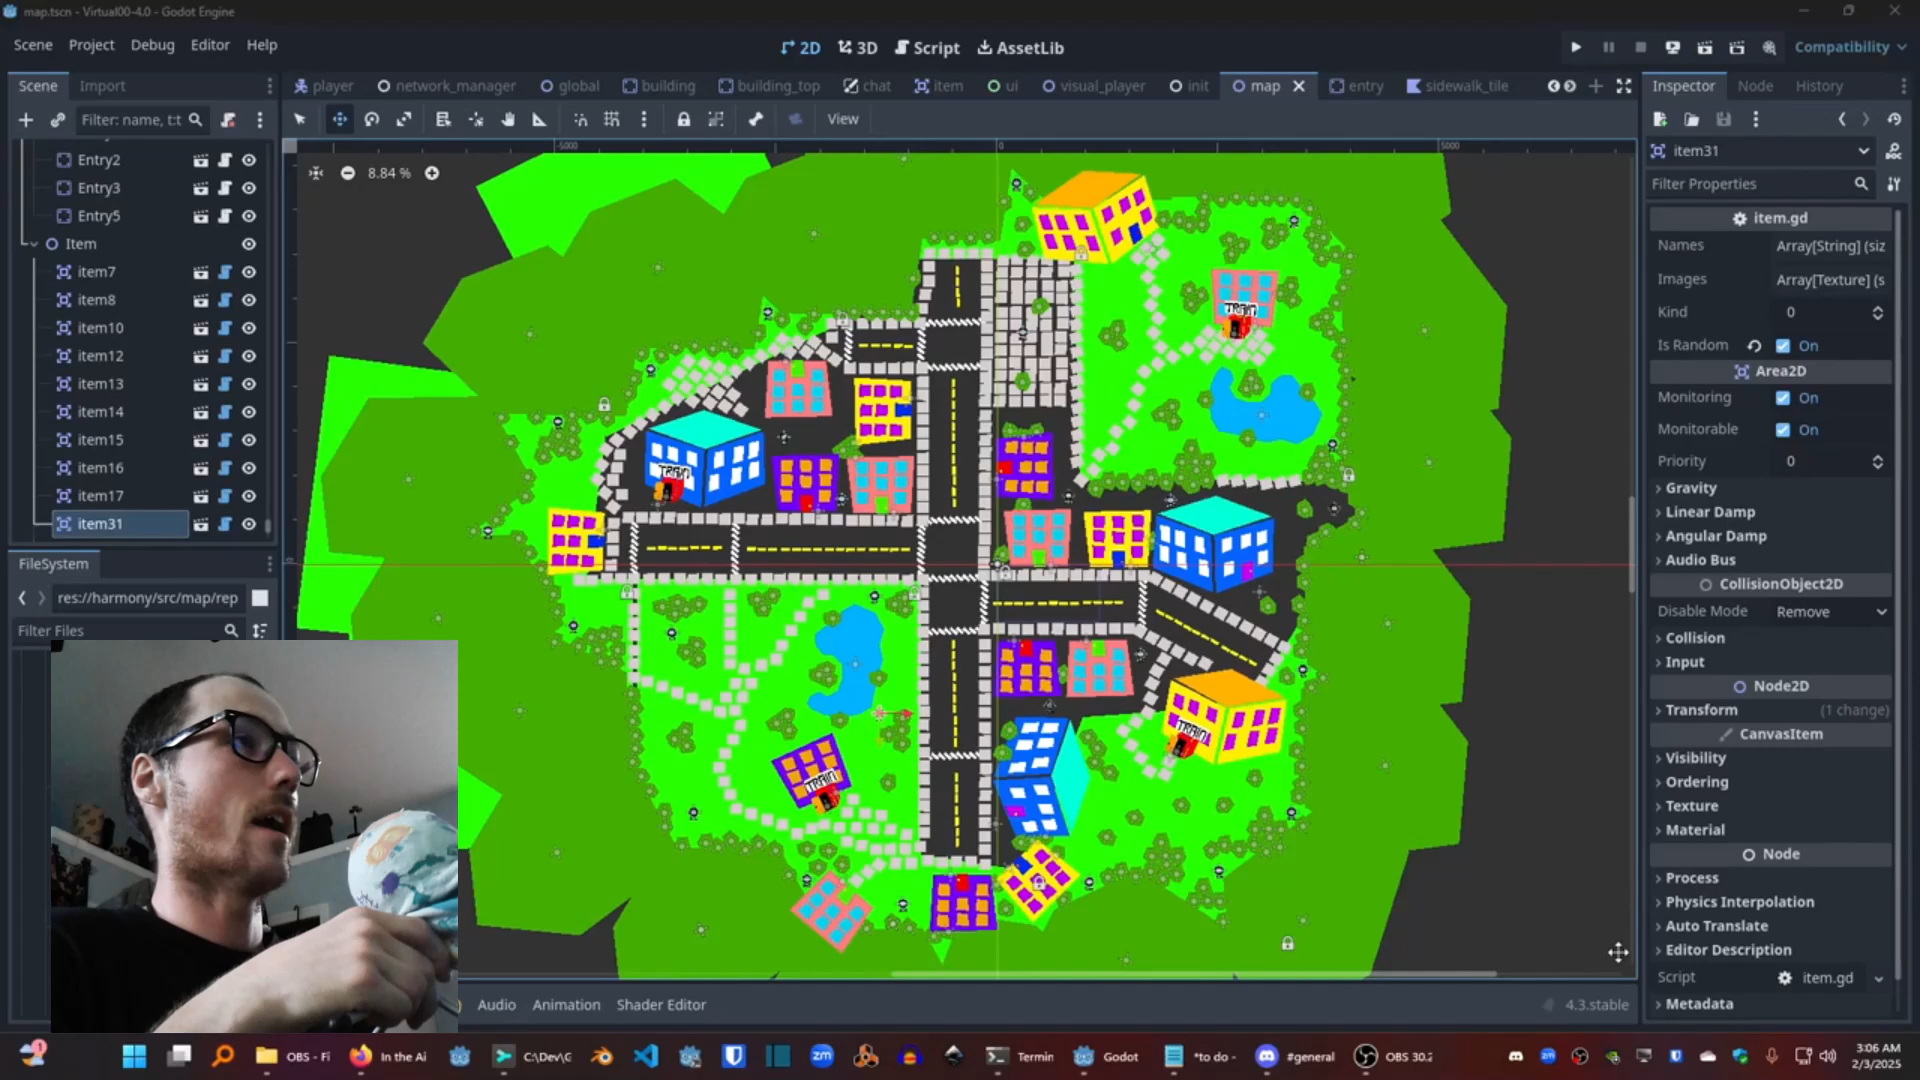 map.tscn - Virtual00-4.0 - Godot Engine
Scene Project Debug Editor Help
2D 3D Script AssetLib
Compatibility
Scene Import
player network_manager global building building_top chat item ui visual_player init map entry sidewalk_tile
Inspector Node History
Filter: name, t:t
View
Entry2
Entry3
Entry5
Item
item7
item8
item10
item12
item13
item14
item15
item16
item17
item31
FileSystem
res://harmony/src/map/rep
Filter Files
-5000
0
5000
8.84 %
TRAIN
TRAIN
TRAIN
TRAIN
Audio Animation Shader Editor
4.3.stable
item31
Filter Properties
item.gd
Names Array[String] (siz
Images Array[Texture] (s
Kind 0
Is Random On
Area2D
Monitoring On
Monitorable On
Priority 0
Gravity
Linear Damp
Angular Damp
Audio Bus
CollisionObject2D
Disable Mode Remove
Collision
Input
Node2D
Transform (1 change)
CanvasItem
Visibility
Ordering
Texture
Material
Node
Process
Physics Interpolation
Auto Translate
Editor Description
Script item.gd
Metadata
1
OBS - Fi
In the Ai
C:\Dev\G
zm
Termin
Godot
*to do -
#general
OBS 30.2
zm
3:06 AM
2/3/2025